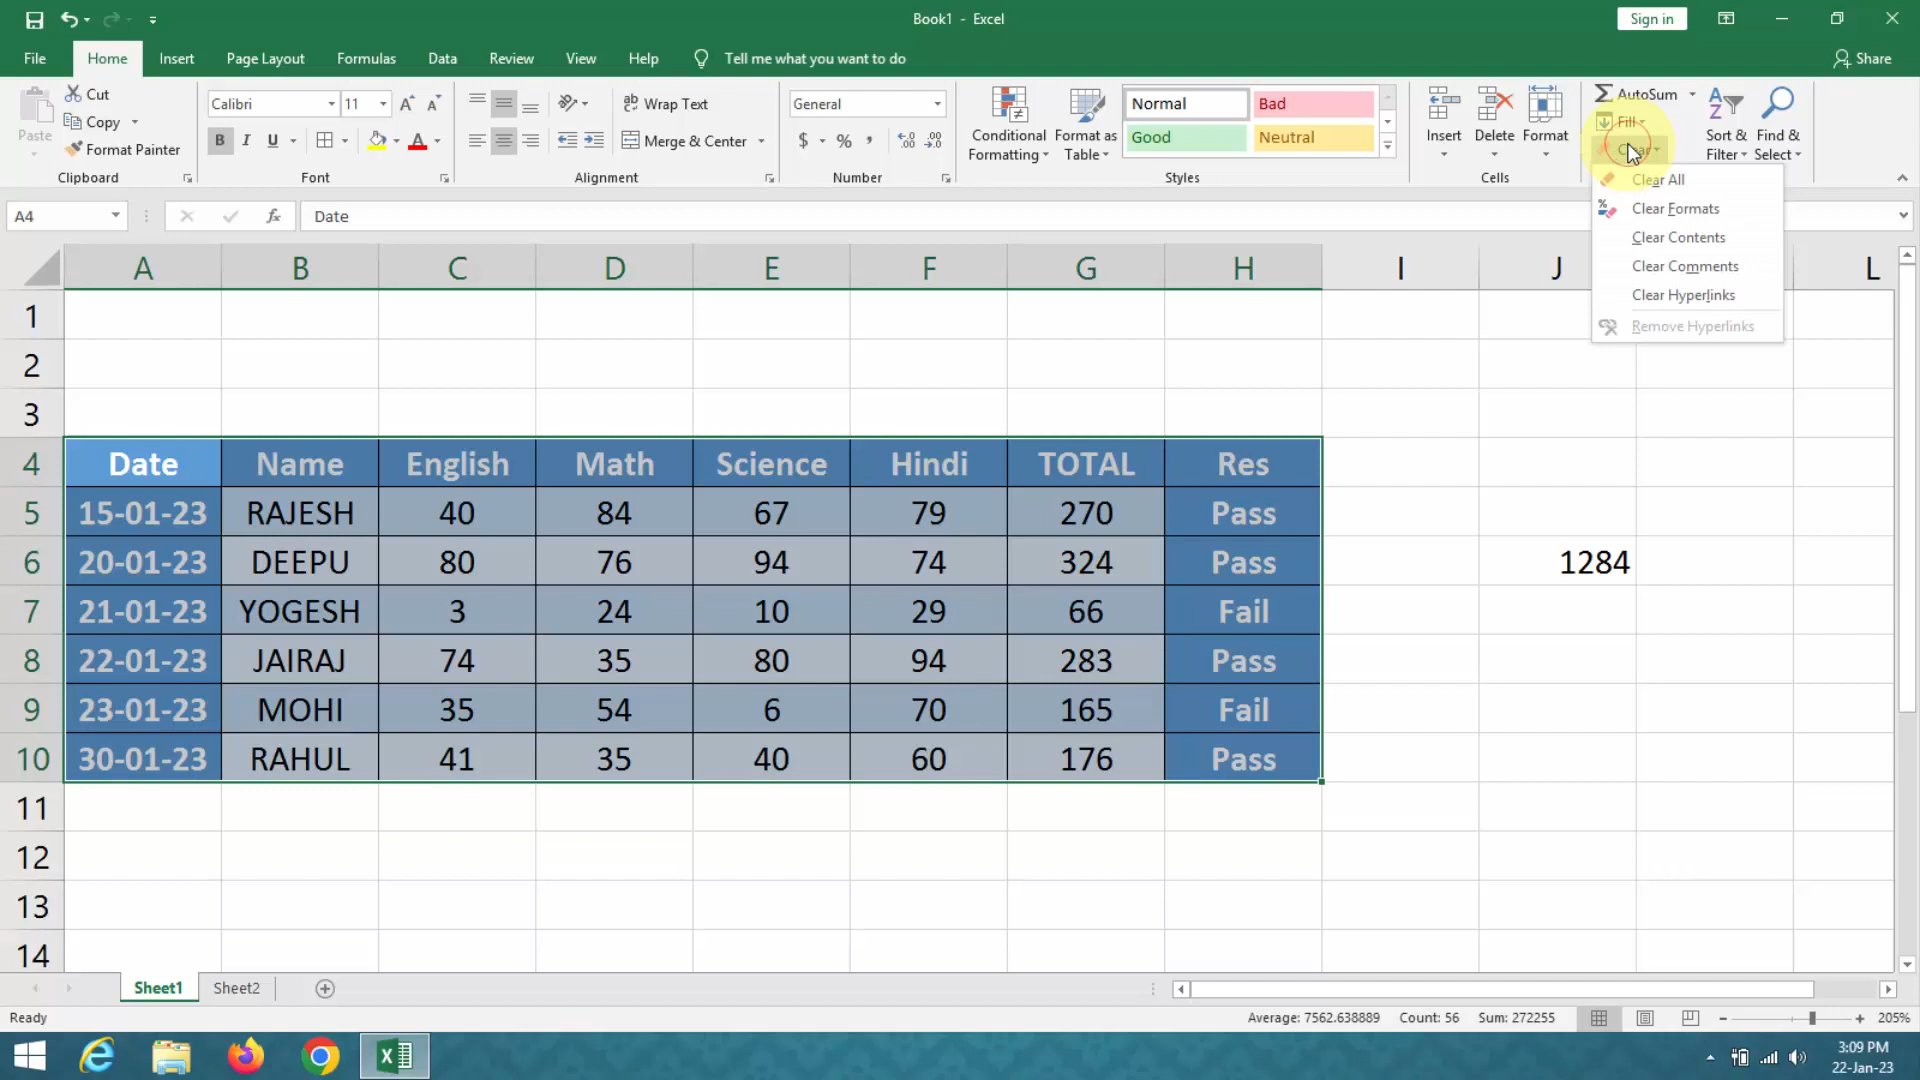 Book1 - Excel
Sign in
File Home Insert Page Layout Formulas Data Review View Help Tell me what you want to do Share
Paste
Cut
Copy
Format Painter
Clipboard
Calibri 11
B I U
Font
Wrap Text
Merge & Center
Alignment
General
$ % ,
Number
Conditional Formatting
Format as Table
Normal Bad
Good Neutral
Styles
Insert Delete Format
Cells
AutoSum
Fill
Clear
Sort & Filter
Find & Select
Clear All
Clear Formats
Clear Contents
Clear Comments
Clear Hyperlinks
Remove Hyperlinks
A4 fx Date
A B C D E F G H I J L
1
2
3
4 Date Name English Math Science Hindi TOTAL Res
5 15-01-23 RAJESH 40 84 67 79 270 Pass
6 20-01-23 DEEPU 80 76 94 74 324 Pass 1284
7 21-01-23 YOGESH 3 24 10 29 66 Fail
8 22-01-23 JAIRAJ 74 35 80 94 283 Pass
9 23-01-23 MOHI 35 54 6 70 165 Fail
10 30-01-23 RAHUL 41 35 40 60 176 Pass
11
12
13
14
Sheet1 Sheet2
Ready Average: 7562.638889 Count: 56 Sum: 272255 205%
3:09 PM
22-Jan-23